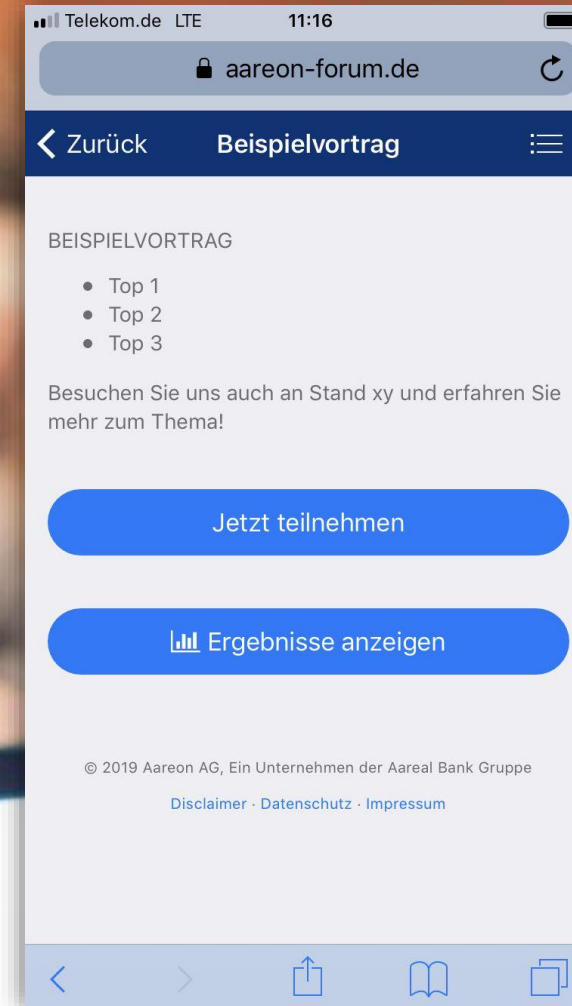 Telekom.de LTE 11:16
aareon-forum.de
Zurück Beispielvortrag
BEISPIELVORTRAG
• Top 1
• Top 2
• Top 3
Besuchen Sie uns auch an Stand xy und erfahren Sie
mehr zum Thema!
Jetzt teilnehmen
Ergebnisse anzeigen
© 2019 Aareon AG, Ein Unternehmen der Aareal Bank Gruppe
Disclaimer · Datenschutz · Impressum